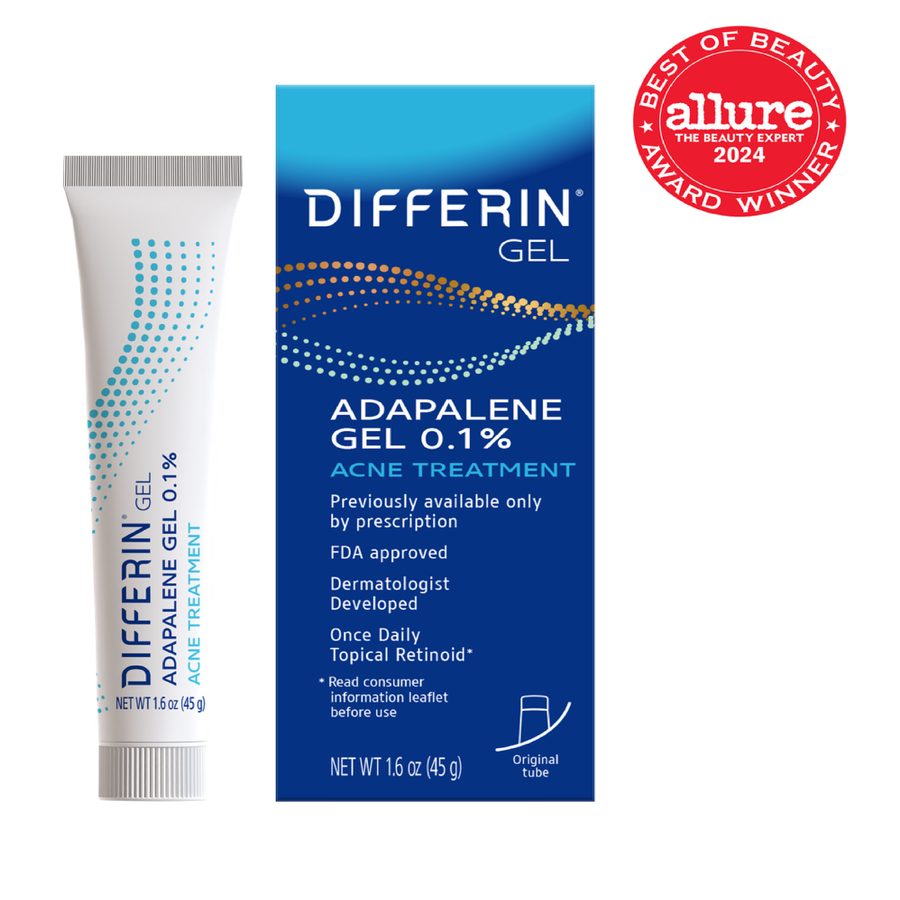 BEST OF BEAUTY
allure
THE BEAUTY EXPERT
2024
AWARD WINNER
DIFFERIN®
GEL
ADAPALENE
GEL 0.1%
ACNE TREATMENT
Previously available only
by prescription
FDA approved
Dermatologist
Developed
Once Daily
Topical Retinoid*
* Read consumer
information leaflet
before use
NET WT 1.6 oz (45 g)
Original
tube
DIFFERIN® GEL
ADAPALENE GEL 0.1%
ACNE TREATMENT
NET WT 1.6 oz (45 g)